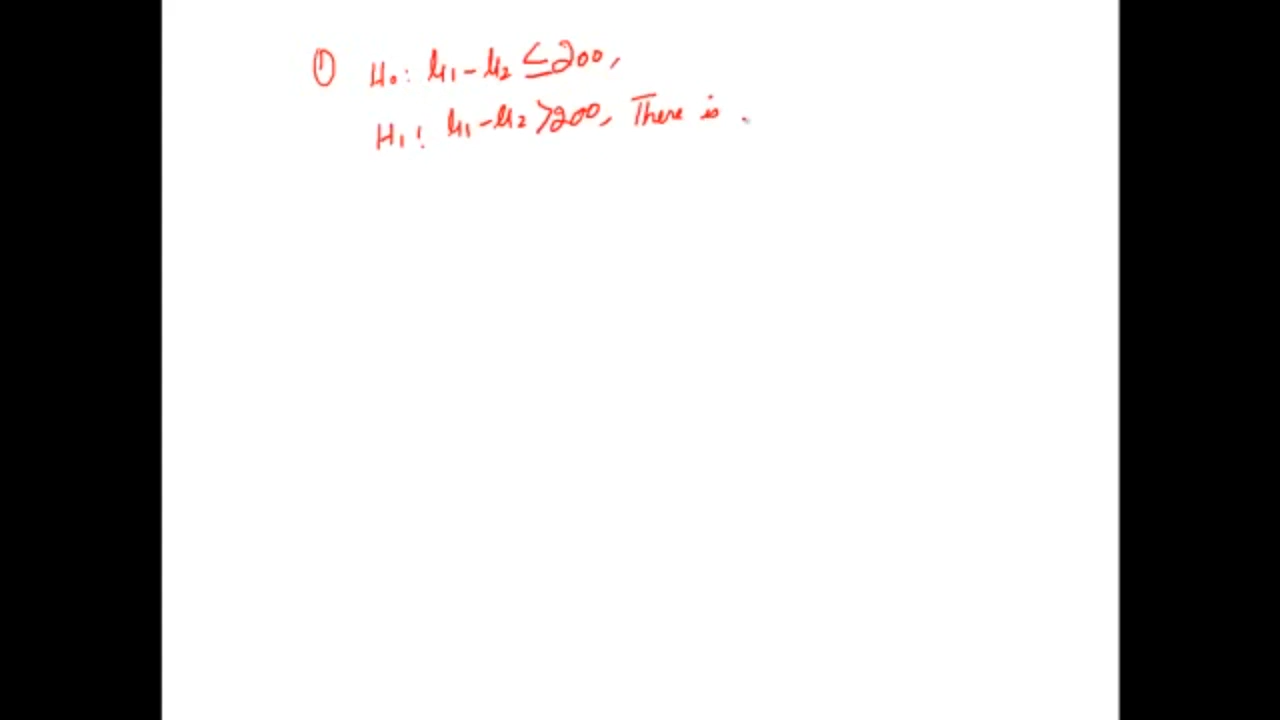 ① H₀: μ₁ - μ₂ ≤ 200,
H₁: μ₁ - μ₂ > 200, There is